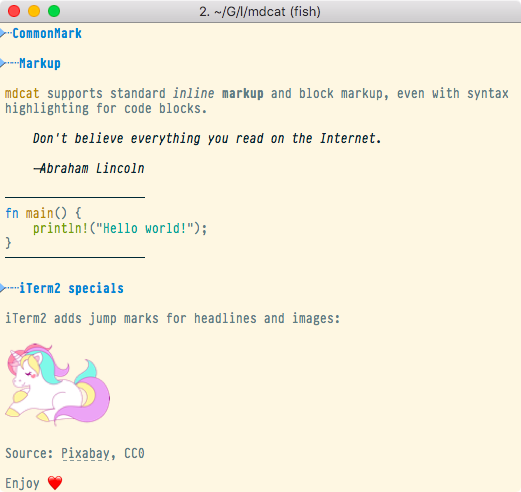 2. ~/G/l/mdcat (fish)
CommonMark
Markup
mdcat supports standard inline markup and block markup, even with syntax
highlighting for code blocks.
Don't believe everything you read on the Internet.
—Abraham Lincoln
fn main() {
    println!("Hello world!");
}
iTerm2 specials
iTerm2 adds jump marks for headlines and images:
Source: Pixabay, CC0
Enjoy ❤️